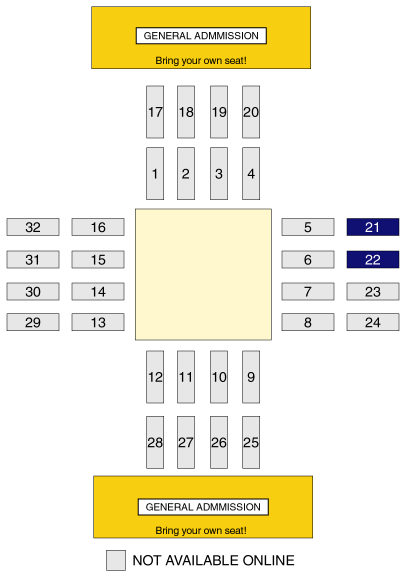 GENERAL ADMMISSION
Bring your own seat!
17 18 19 20
1 2 3 4
32 16 5 21
31 15 6 22
30 14 7 23
29 13 8 24
12 11 10 9
28 27 26 25
GENERAL ADMMISSION
Bring your own seat!
NOT AVAILABLE ONLINE